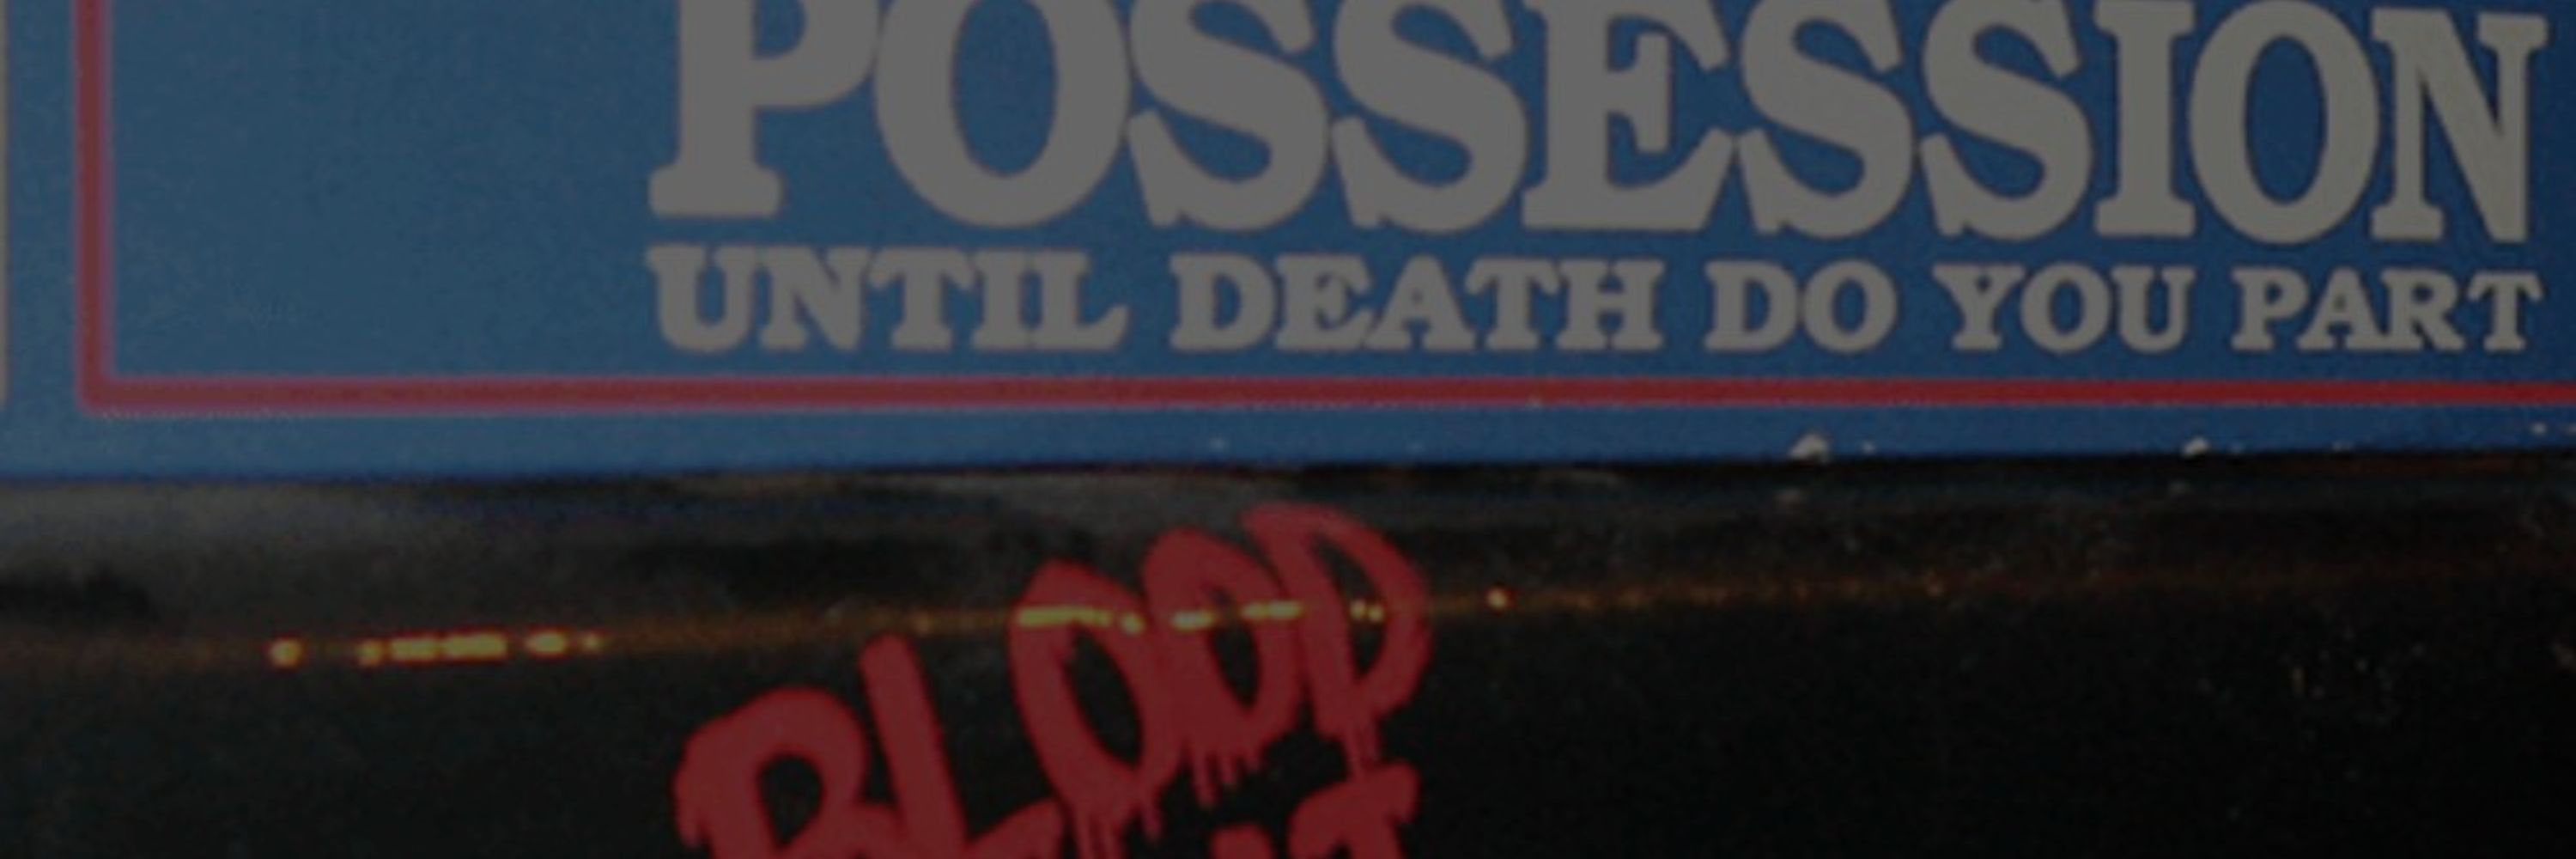 POSSESSION
UNTIL DEATH DO YOU PART
BLOOD